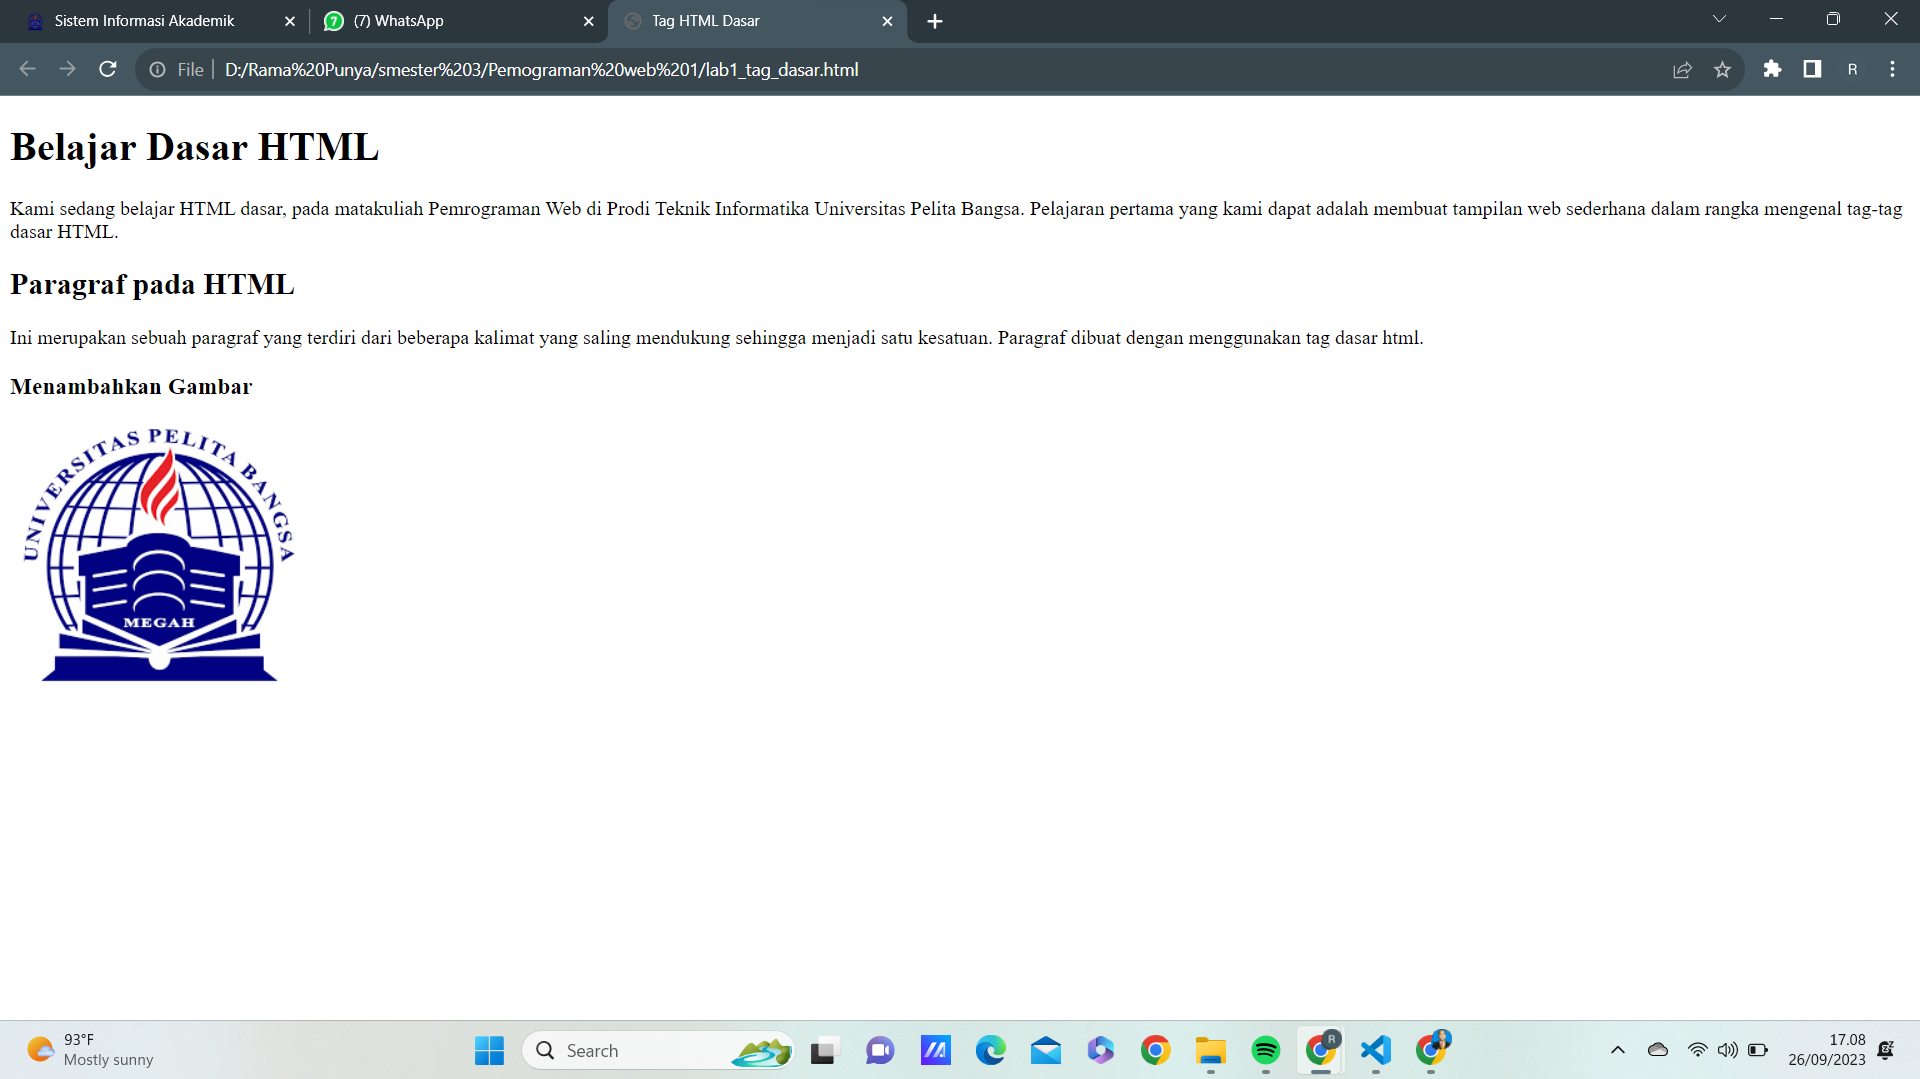 Sistem Informasi Akademik
(7) WhatsApp
Tag HTML Dasar
File
D:/Rama%20Punya/smester%203/Pemograman%20web%201/lab1_tag_dasar.html
R
Belajar Dasar HTML
Kami sedang belajar HTML dasar, pada matakuliah Pemrograman Web di Prodi Teknik Informatika Universitas Pelita Bangsa. Pelajaran pertama yang kami dapat adalah membuat tampilan web sederhana dalam rangka mengenal tag-tag
dasar HTML.
Paragraf pada HTML
Ini merupakan sebuah paragraf yang terdiri dari beberapa kalimat yang saling mendukung sehingga menjadi satu kesatuan. Paragraf dibuat dengan menggunakan tag dasar html.
Menambahkan Gambar
UNIVERSITAS PELITA BANGSA
MEGAH
93°F
Mostly sunny
Search
R
17.08
26/09/2023